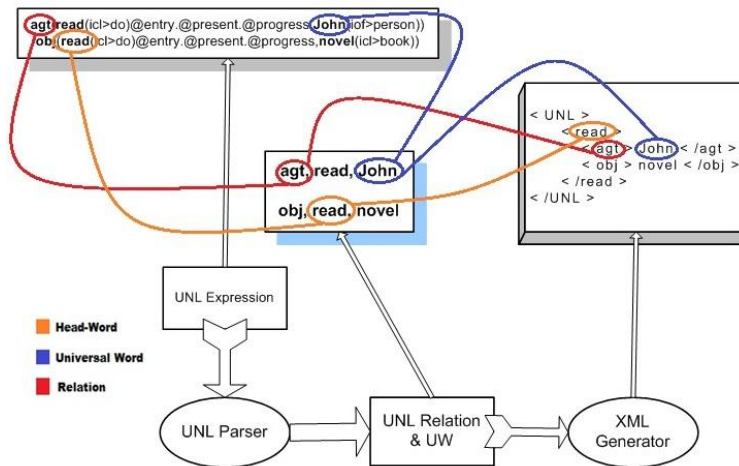 agt(read(icl>do)@entry.@present.@progress,John(iof>person))
obj(read(icl>do)@entry.@present.@progress,novel(icl>book))
< UNL >
< read >
< agt > John < /agt >
< obj > novel < /obj >
< /read >
< /UNL >
agt, read, John
obj, read, novel
UNL Expression
Head-Word
Universal Word
Relation
UNL Parser
UNL Relation
& UW
XML
Generator